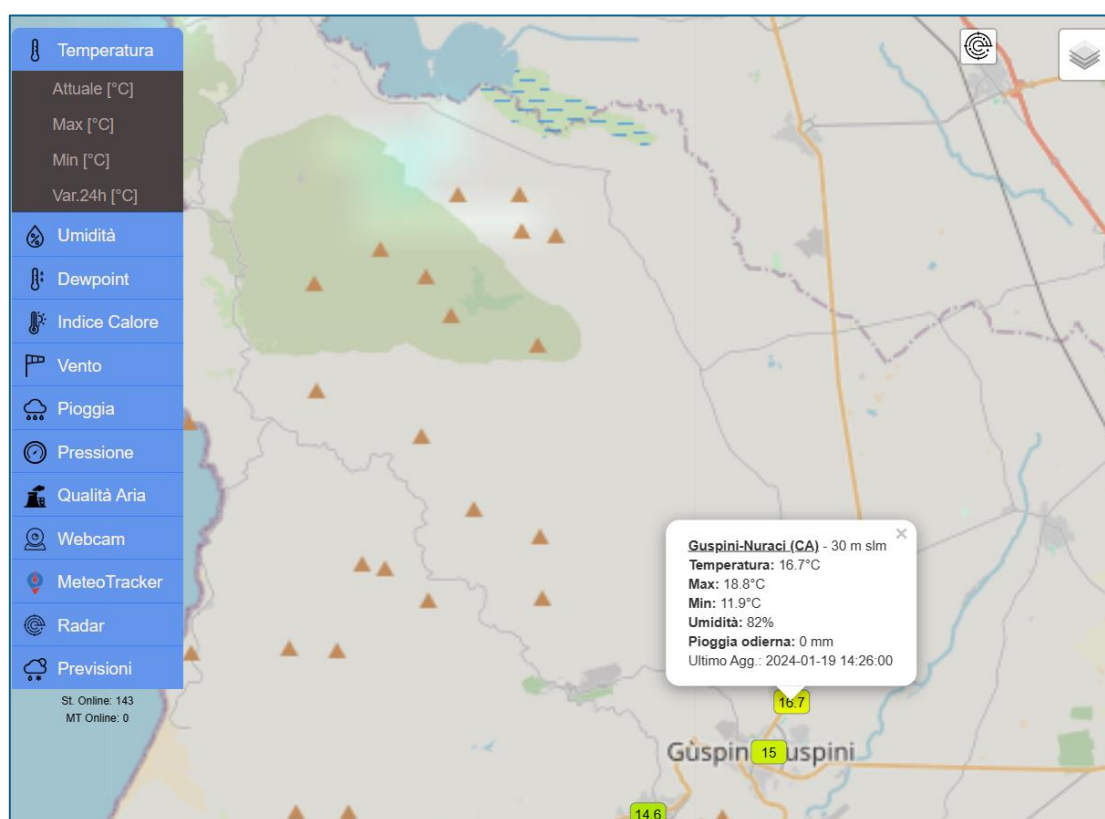 Temperatura
Attuale [°C]
Max [°C]
Min [°C]
Var.24h [°C]
Umidità
Dewpoint
Indice Calore
Vento
Pioggia
Pressione
Qualità Aria
Webcam
MeteoTracker
Radar
Previsioni
St. Online: 143
MT Online: 0
×
Guspini-Nuraci (CA) - 30 m slm
Temperatura: 16.7°C
Max: 18.8°C
Min: 11.9°C
Umidità: 82%
Pioggia odierna: 0 mm
Ultimo Agg.: 2024-01-19 14:26:00
16.7
Gùspin 15 uspini
14.6